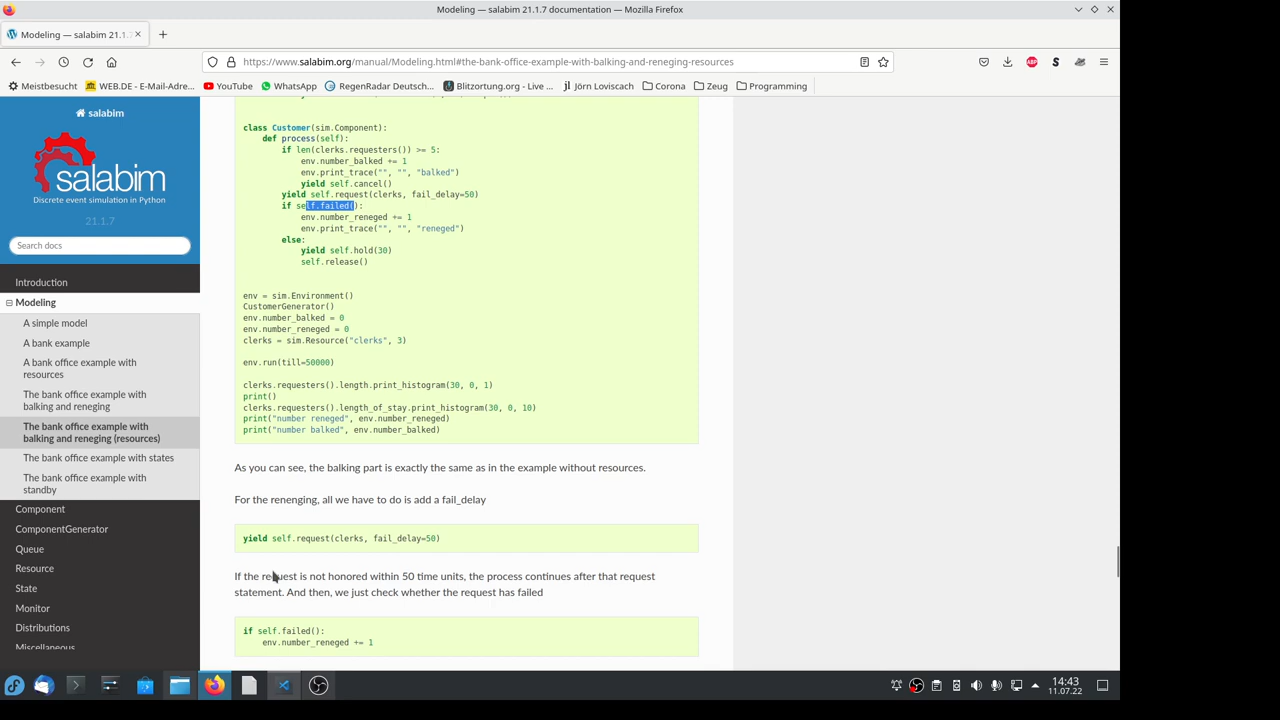 Modeling — salabim 21.1.7 documentation — Mozilla Firefox
Modeling — salabim 21.1.
https://www.salabim.org/manual/Modeling.html#the-bank-office-example-with-balking-and-reneging-resources
Meistbesucht
WEB.DE - E-Mail-Adre...
YouTube
WhatsApp
RegenRadar Deutsch...
Blitzortung.org - Live ...
Jörn Loviscach
Corona
Zeug
Programming
salabim
salabim
Discrete event simulation in Python
21.1.7
Search docs
Introduction
Modeling
A simple model
A bank example
A bank office example with
resources
The bank office example with
balking and reneging
The bank office example with
balking and reneging (resources)
The bank office example with states
The bank office example with
standby
Component
ComponentGenerator
Queue
Resource
State
Monitor
Distributions
Miscellaneous
class Customer(sim.Component):
    def process(self):
        if len(clerks.requesters()) >= 5:
            env.number_balked += 1
            env.print_trace("", "", "balked")
            yield self.cancel()
        yield self.request(clerks, fail_delay=50)
        if self.failed():
            env.number_reneged += 1
            env.print_trace("", "", "reneged")
        else:
            yield self.hold(30)
            self.release()
env = sim.Environment()
CustomerGenerator()
env.number_balked = 0
env.number_reneged = 0
clerks = sim.Resource("clerks", 3)
env.run(till=50000)
clerks.requesters().length.print_histogram(30, 0, 1)
print()
clerks.requesters().length_of_stay.print_histogram(30, 0, 10)
print("number reneged", env.number_reneged)
print("number balked", env.number_balked)
As you can see, the balking part is exactly the same as in the example without resources.
For the renenging, all we have to do is add a fail_delay
yield self.request(clerks, fail_delay=50)
If the request is not honored within 50 time units, the process continues after that request
statement. And then, we just check whether the request has failed
if self.failed():
    env.number_reneged += 1
14:43
11.07.22